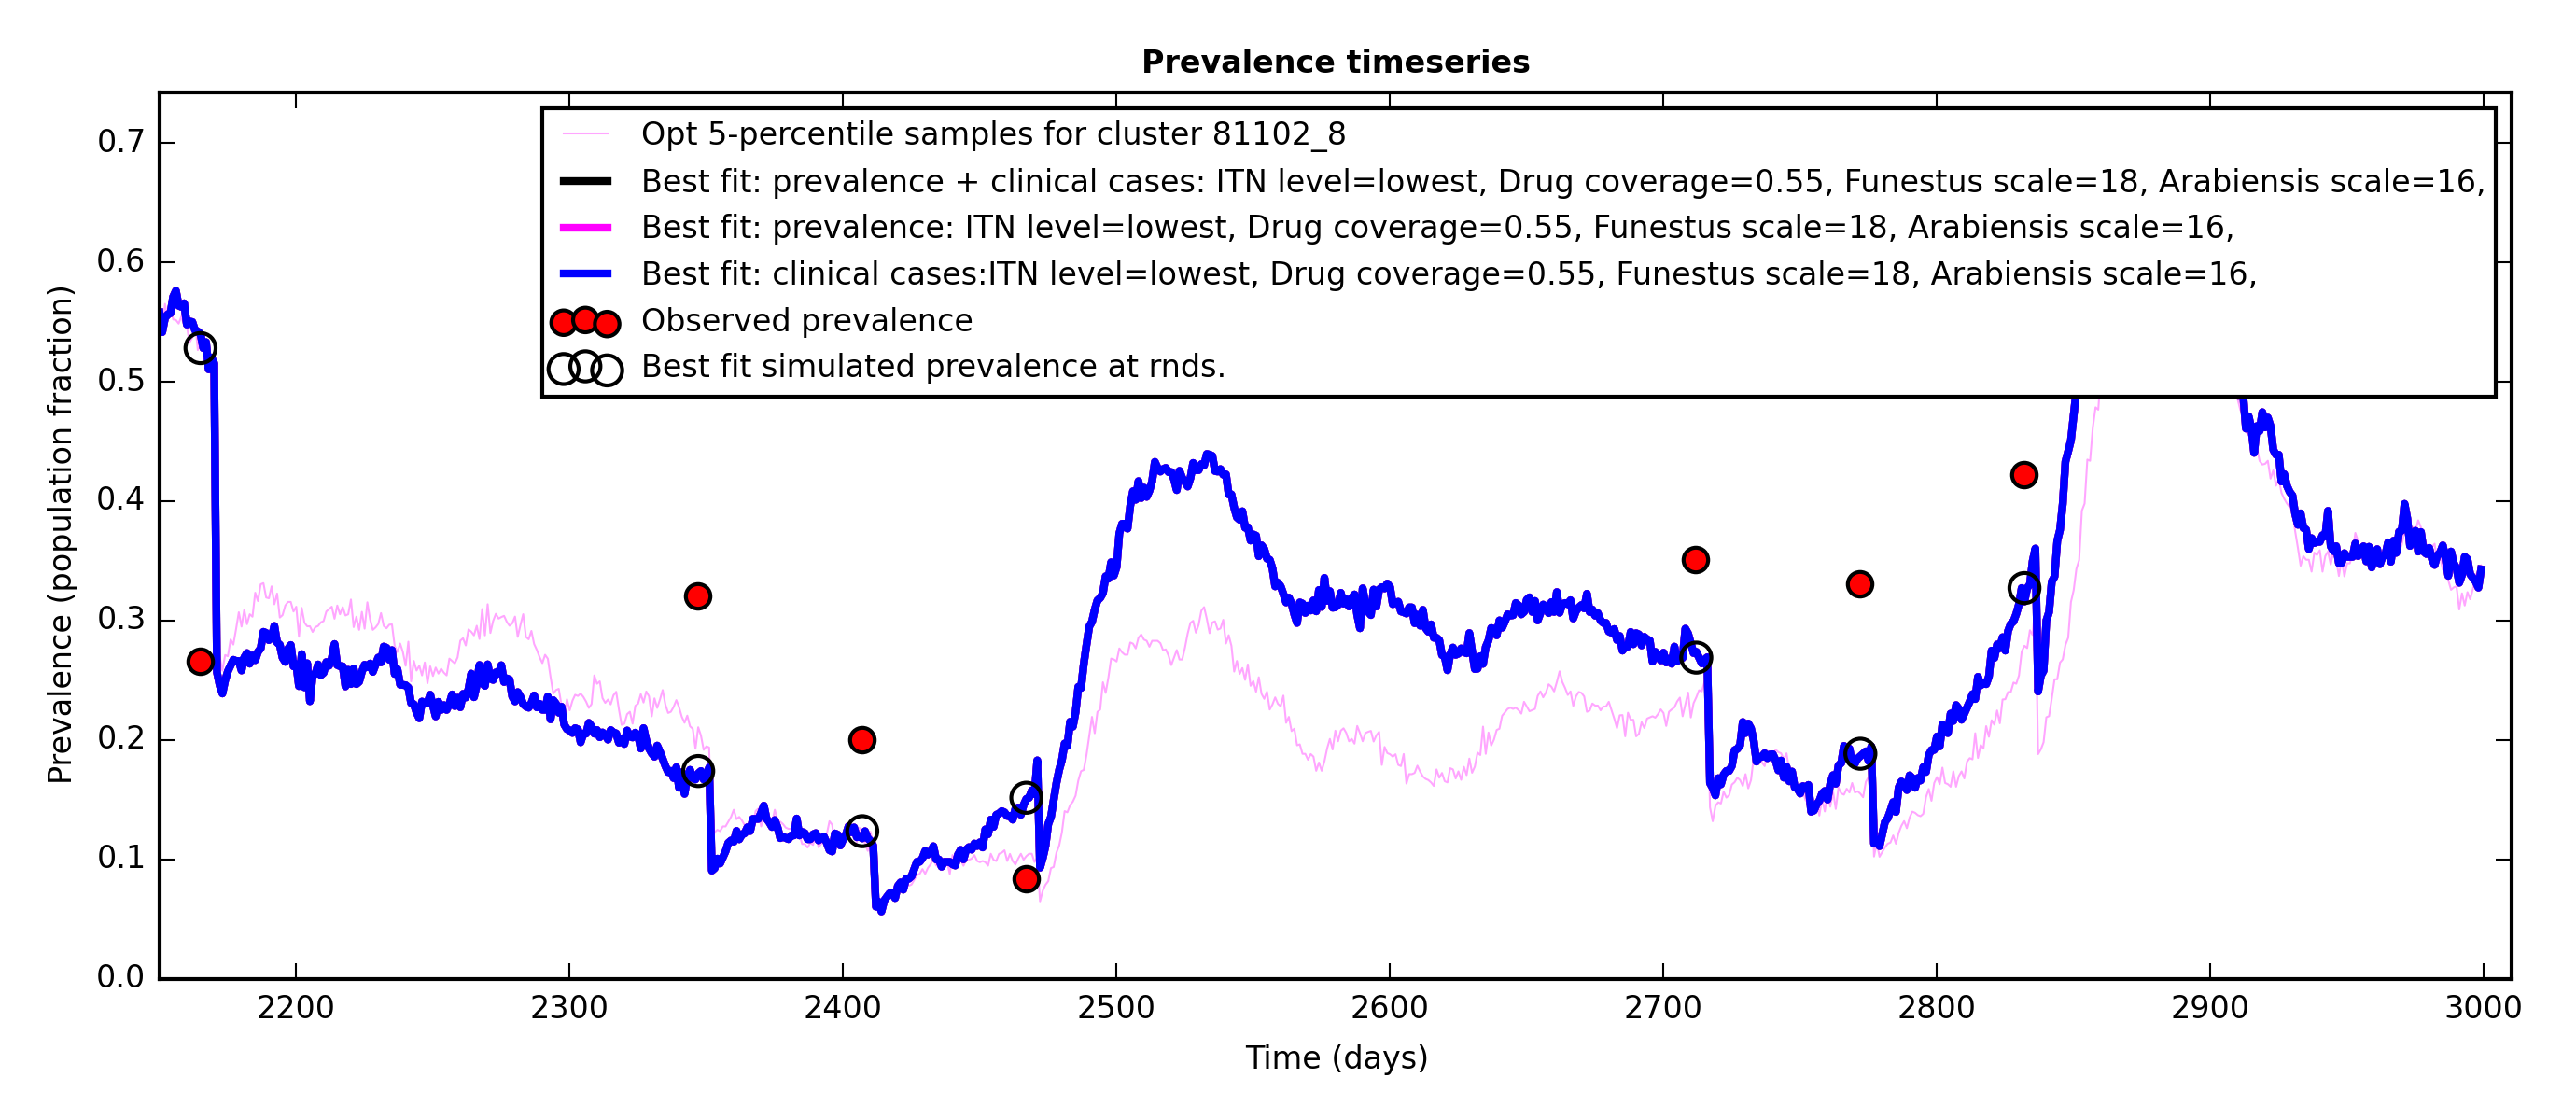 Prevalence timeseries
Opt 5-percentile samples for cluster 81102_8
Best fit: prevalence + clinical cases: ITN level=lowest, Drug coverage=0.55, Funestus scale=18, Arabiensis scale=16,
Best fit: prevalence: ITN level=lowest, Drug coverage=0.55, Funestus scale=18, Arabiensis scale=16,
Best fit: clinical cases:ITN level=lowest, Drug coverage=0.55, Funestus scale=18, Arabiensis scale=16,
Observed prevalence
Best fit simulated prevalence at rnds.
Prevalence (population fraction)
0.7
0.6
0.5
0.4
0.3
0.2
0.1
0.0
2200 2300 2400 2500 2600 2700 2800 2900 3000
Time (days)